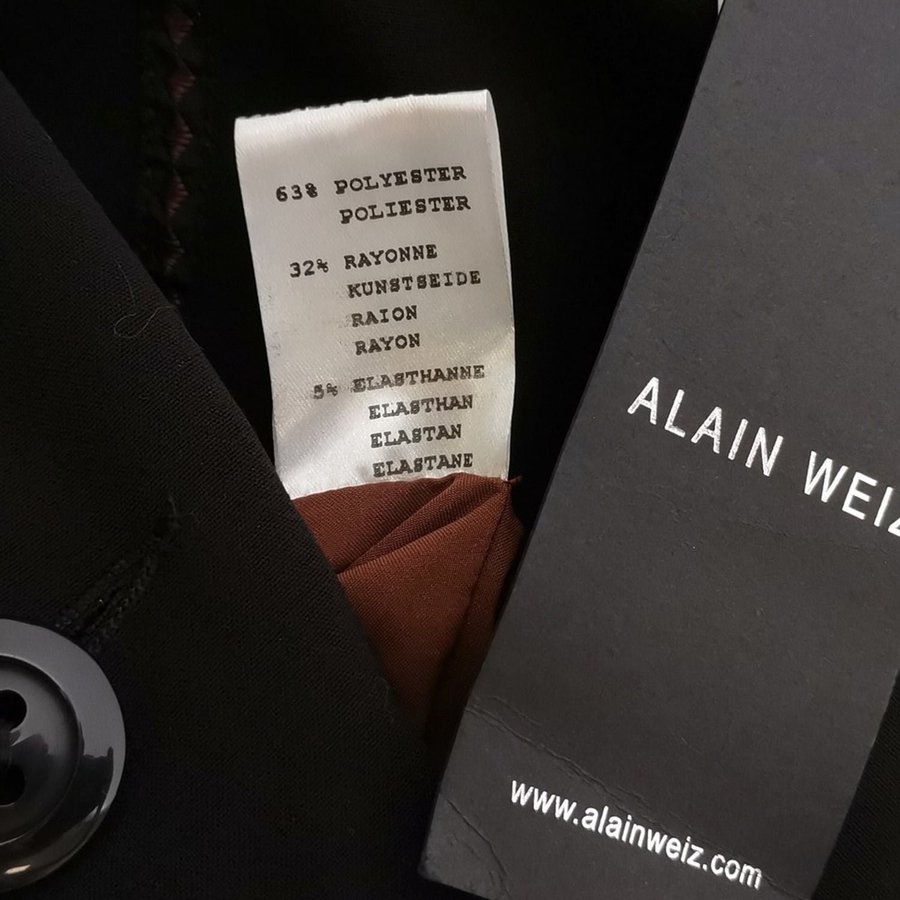 63% POLYESTER
POLIESTER
32% RAYONNE
KUNSTSEIDE
RAION
RAYON
5% ELASTHANNE
ELASTHAN
ELASTAN
ELASTANE
ALAIN WEIZ
www.alainweiz.com